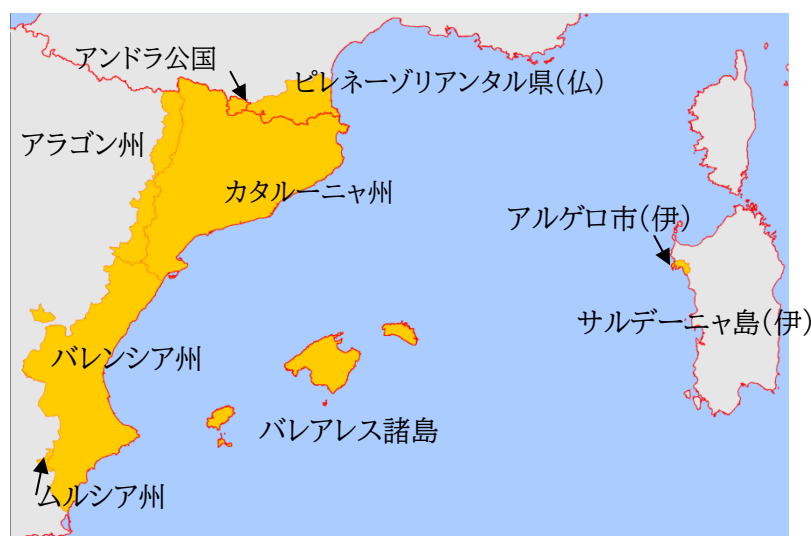 アンドラ公国
ピレネーゾリアンタル県(仏)
アラゴン州
カタルーニャ州
アルゲロ市(伊)
サルデーニャ島(伊)
バレンシア州
バレアレス諸島
ムルシア州